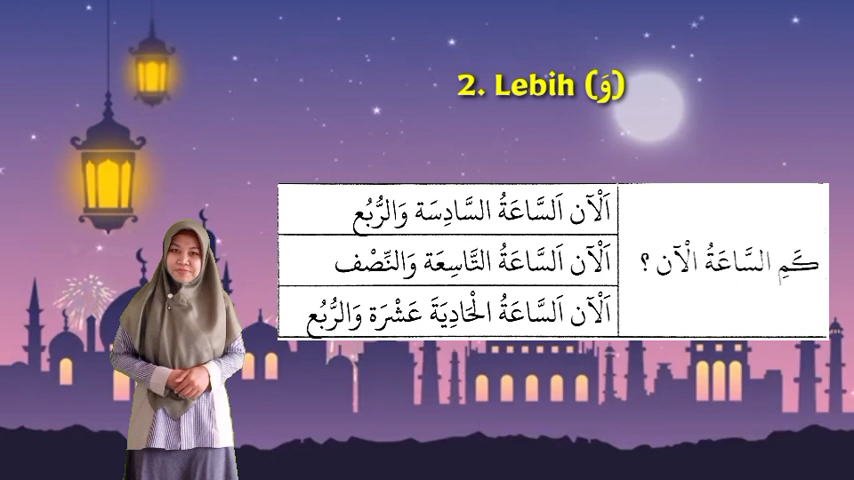 2. Lebih (وَ)
كَمِ السَّاعَةُ الْآن ؟
اَلْآن اَلسَّاعَةُ السَّادِسَة وَالرُّبُع
اَلْآن اَلسَّاعَةُ التَّاسِعَة وَالنِّصْف
اَلْآن اَلسَّاعَةُ الْحَادِيَةَ عَشْرَة وَالرُّبُع